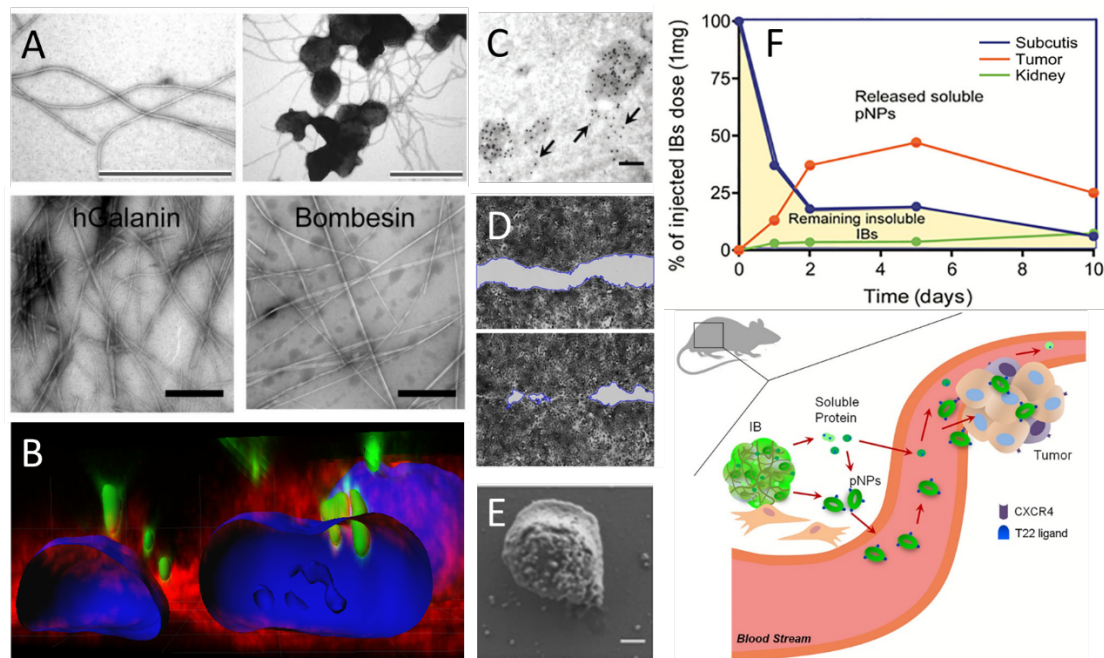 A
hGalanin
Bombesin
B
C
D
E
F
% of injected IBs dose (1mg)
100
75
50
25
0
Subcutis
Tumor
Kidney
Released soluble
pNPs
Remaining insoluble
IBs
0
2
4
6
8
10
Time (days)
Soluble
Protein
IB
pNPs
Tumor
CXCR4
T22 ligand
Blood Stream